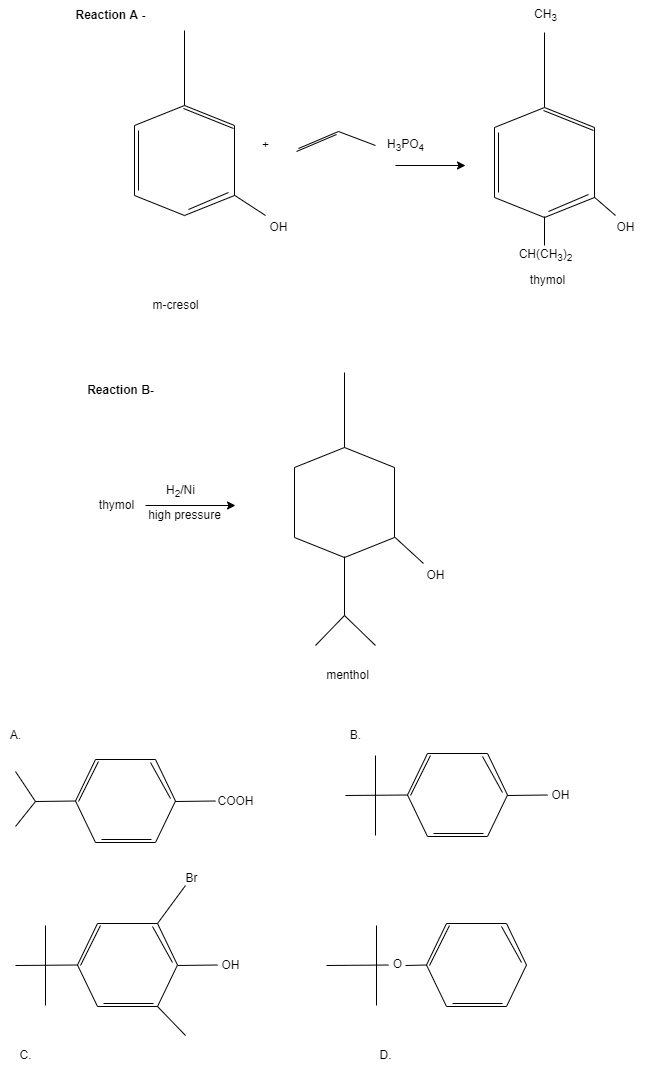 Reaction A -
CH3
+
H3PO4
OH
OH
CH(CH3)2
thymol
m-cresol
Reaction B-
H2/Ni
thymol
high pressure
OH
menthol
A.
B.
COOH
OH
Br
OH
O
C.
D.